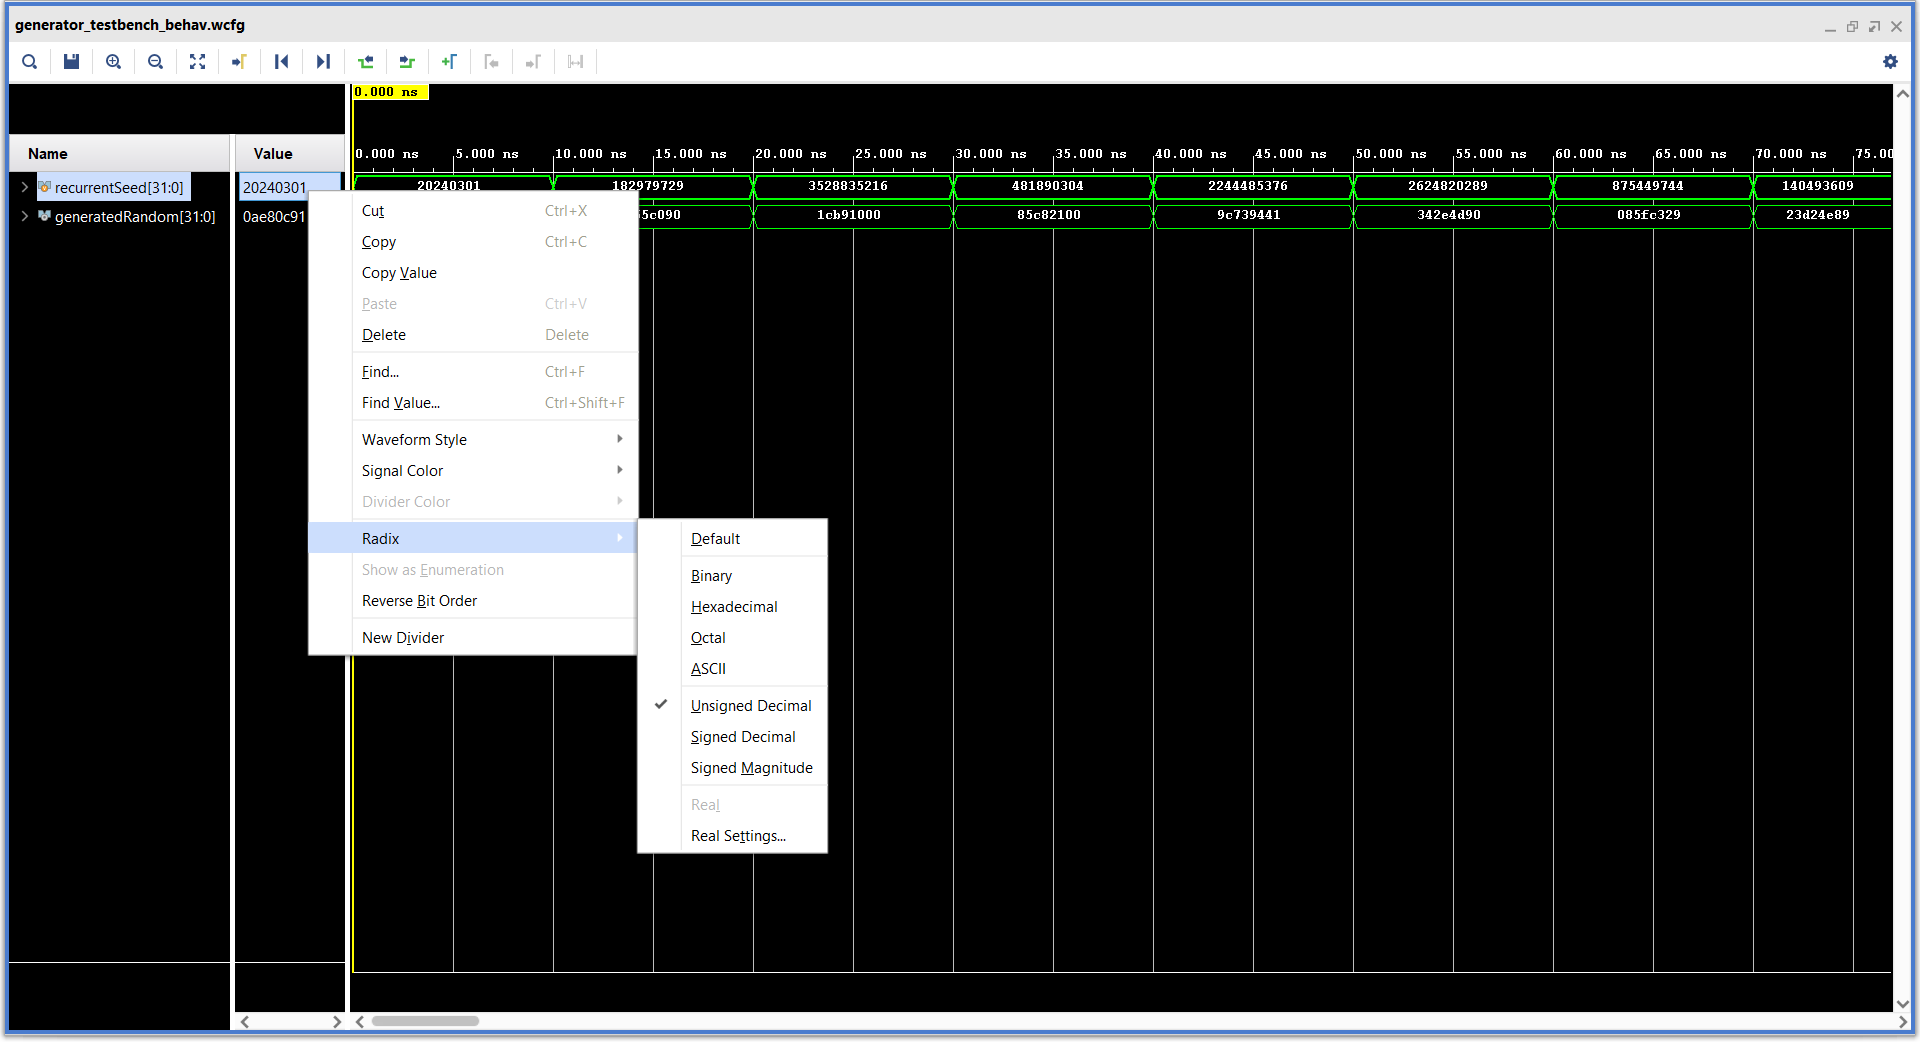 generator_testbench_behav.wcfg
0.000 ns
Name
Value
0.000 ns 5.000 ns 10.000 ns 15.000 ns 20.000 ns 25.000 ns 30.000 ns 35.000 ns 40.000 ns 45.000 ns 50.000 ns 55.000 ns 60.000 ns 65.000 ns 70.000 ns 75.00
recurrentSeed[31:0] 20240301 20240301 182979729 3528835216 481890304 2244485376 2624820289 875449744 140493609
generatedRandom[31:0] 0ae80c91 5c090 1cb91000 85c82100 9c739441 342e4d90 085fc329 23d24e89
Cut Ctrl+X
Copy Ctrl+C
Copy Value
Paste Ctrl+V
Delete Delete
Find... Ctrl+F
Find Value... Ctrl+Shift+F
Waveform Style
Signal Color
Divider Color
Radix
Show as Enumeration
Reverse Bit Order
New Divider
Default
Binary
Hexadecimal
Octal
ASCII
Unsigned Decimal
Signed Decimal
Signed Magnitude
Real
Real Settings...